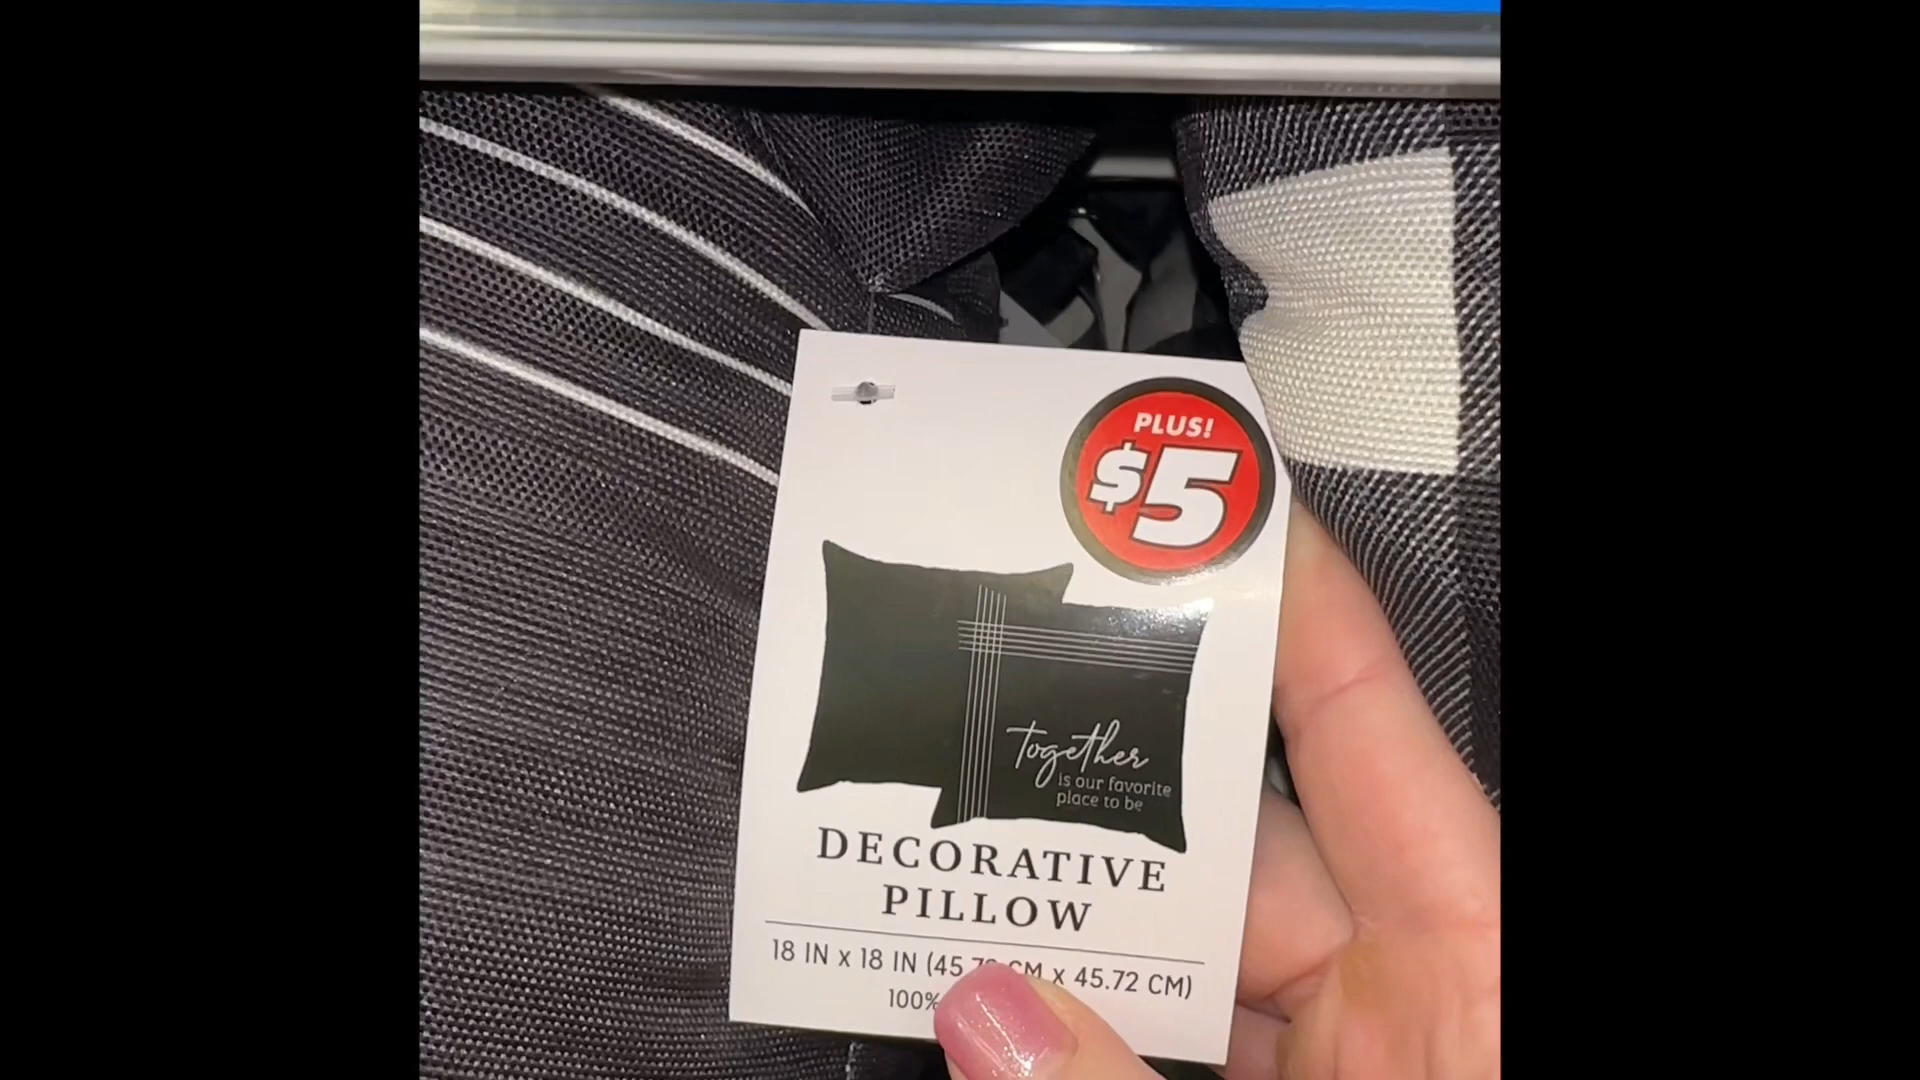 PLUS!
$5
together
is our favorite
place to be
DECORATIVE
PILLOW
18 IN x 18 IN (45.72 CM x 45.72 CM)
100%